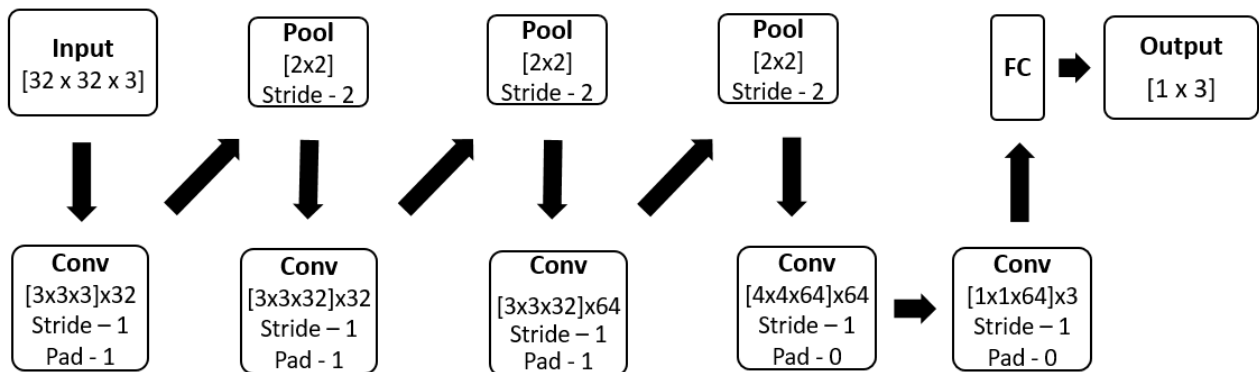 Input
[32 x 32 x 3]
Conv
[3x3x3]x32
Stride – 1
Pad - 1
Pool
[2x2]
Stride - 2
Conv
[3x3x32]x32
Stride – 1
Pad - 1
Pool
[2x2]
Stride - 2
Conv
[3x3x32]x64
Stride – 1
Pad - 1
Pool
[2x2]
Stride - 2
Conv
[4x4x64]x64
Stride – 1
Pad - 0
Conv
[1x1x64]x3
Stride – 1
Pad - 0
FC
Output
[1 x 3]